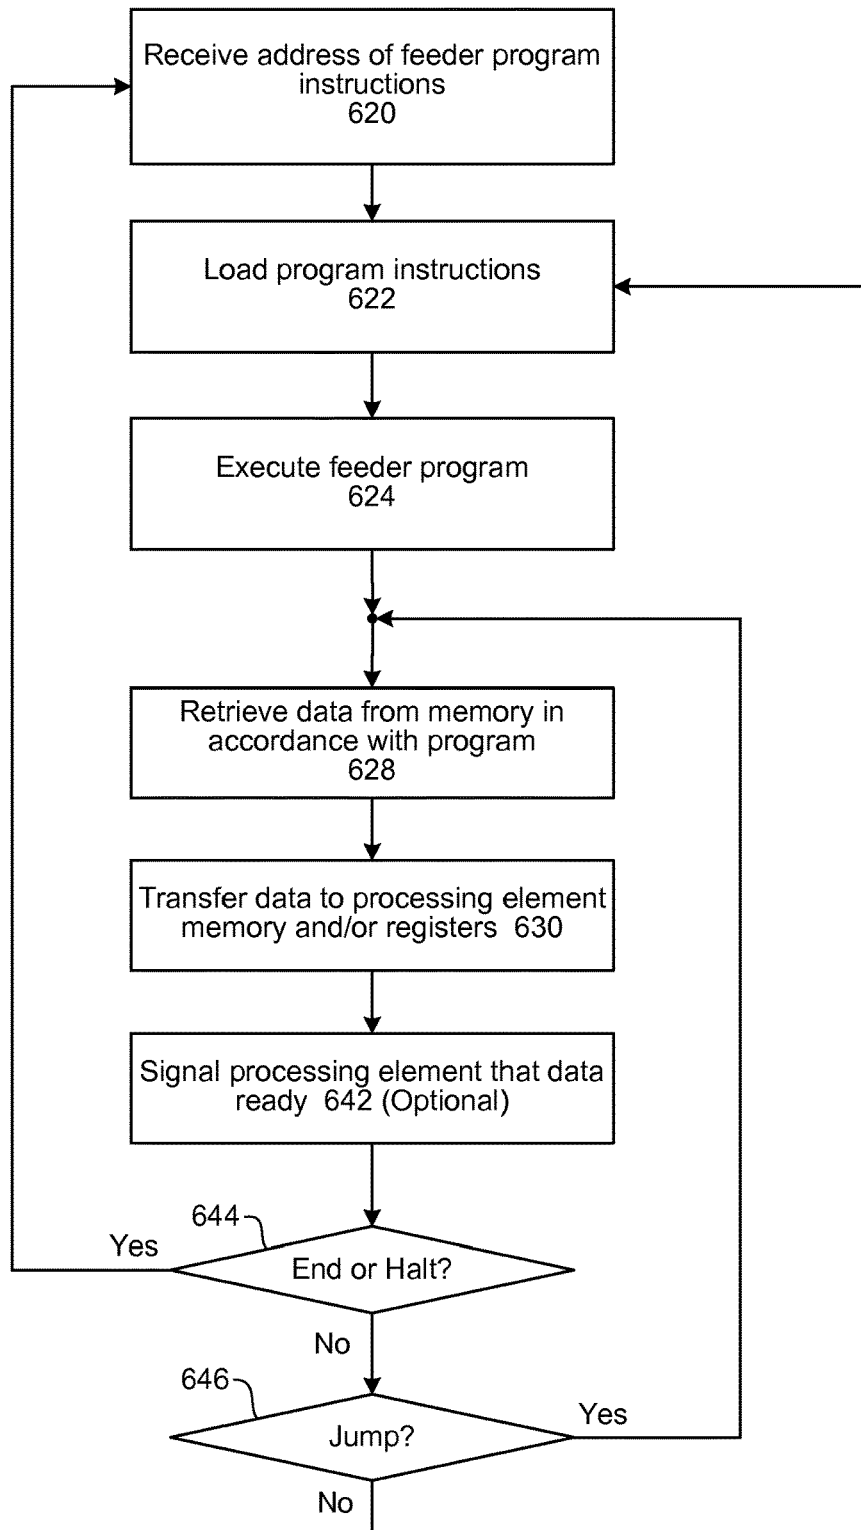 Receive address of feeder program
instructions
620
Load program instructions
622
Execute feeder program
624
Retrieve data from memory in
accordance with program
628
Transfer data to processing element
memory and/or registers 630
Signal processing element that data
ready 642 (Optional)
644
Yes
End or Halt?
No
646
Yes
Jump?
No